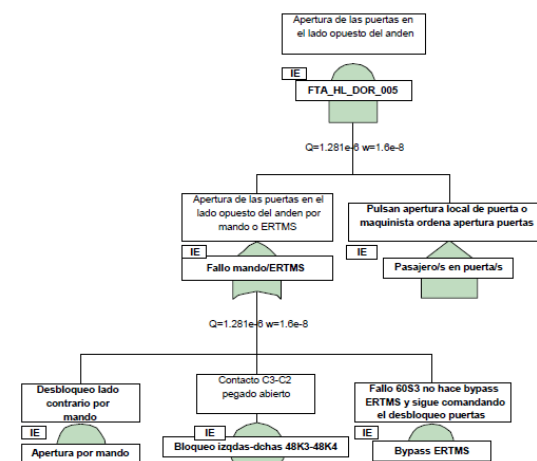 Apertura de las puertas en
el lado opuesto del anden
IE
FTA_HL_DOR_005
Q=1.281e-6 w=1.6e-8
Apertura de las puertas en el
lado opuesto del anden por
mando o ERTMS
IE
Fallo mando/ERTMS
Pulsan apertura local de puerta o
maquinista ordena apertura puertas
IE
Pasajero/s en puerta/s
Q=1.281e-6 w=1.6e-8
Desbloqueo lado
contrario por
mando
IE
Apertura por mando
Contacto C3-C2
pegado abierto
IE
Bloqueo izqdas-dchas 48K3-48K4
Fallo 60S3 no hace bypass
ERTMS y sigue comandando
el desbloqueo puertas
IE
Bypass ERTMS